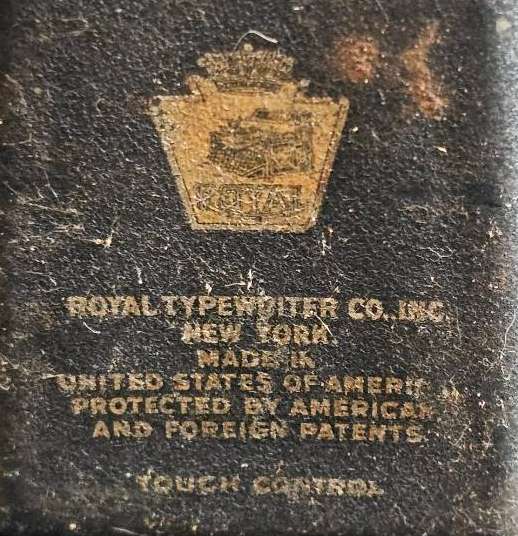 ROYAL
ROYAL TYPEWRITER CO., INC.
NEW YORK
MADE IN
UNITED STATES OF AMERICA
PROTECTED BY AMERICAN
AND FOREIGN PATENTS
TOUCH CONTROL